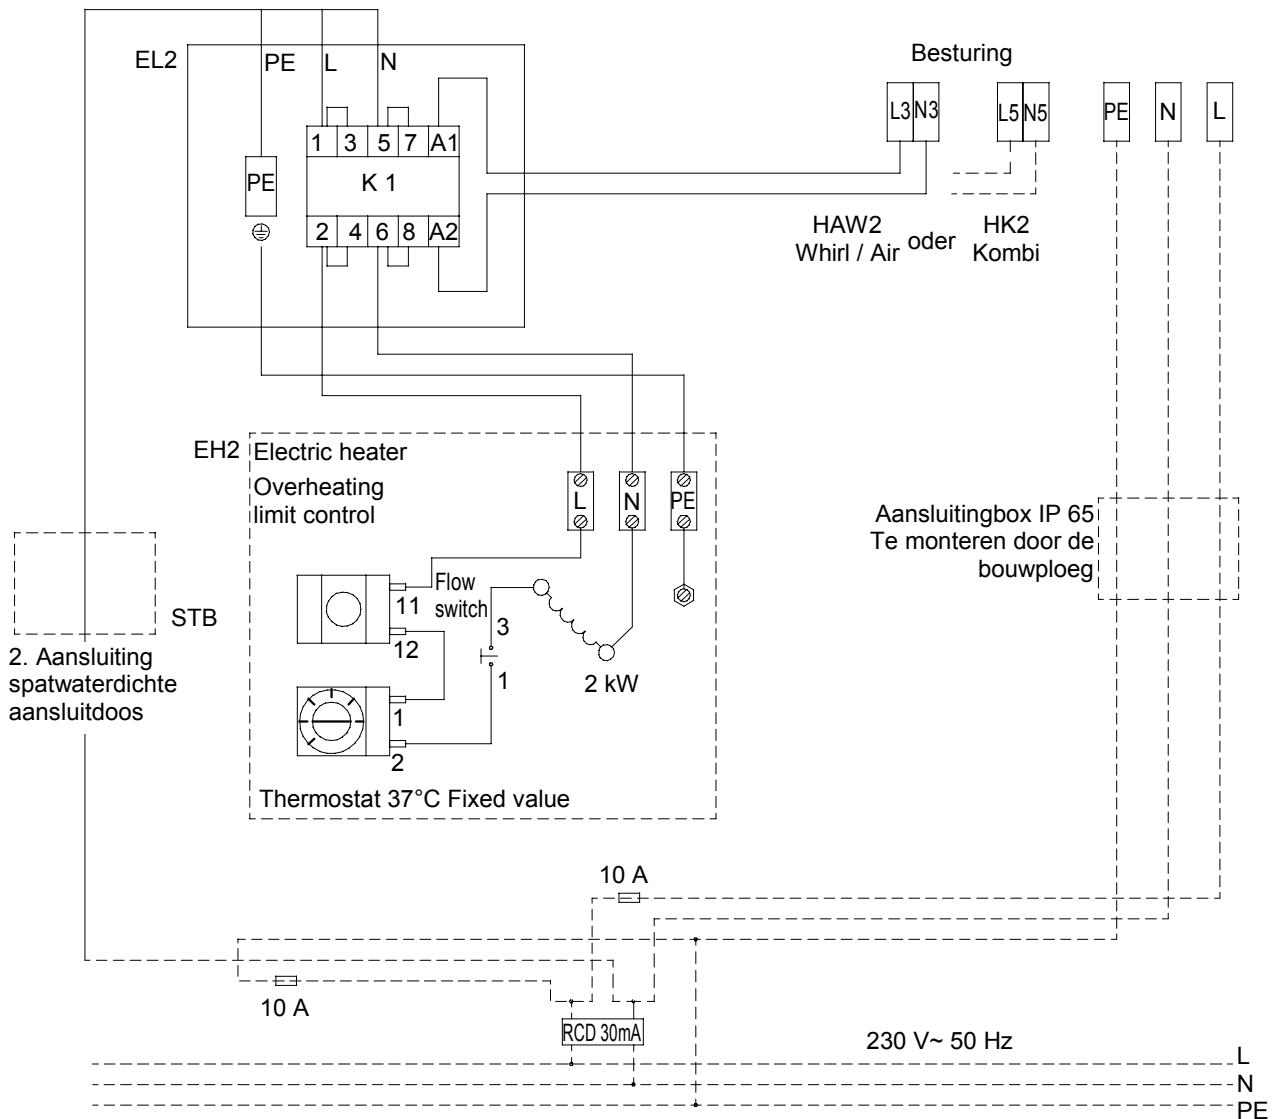 EL2
PE
L
N
1 3 5 7 A1
K 1
PE
2 4 6 8 A2
Besturing
L3 N3
L5 N5
PE
N
L
HAW2
Whirl / Air
oder
HK2
Kombi
EH2
Electric heater
Overheating
limit control
L
N
PE
11
12
Flow
switch
3
1
2 kW
1
2
Thermostat 37°C Fixed value
STB
2. Aansluiting
spatwaterdichte
aansluitdoos
Aansluitingbox IP 65
Te monteren door de
bouwploeg
10 A
10 A
RCD 30mA
230 V~ 50 Hz
L
N
PE